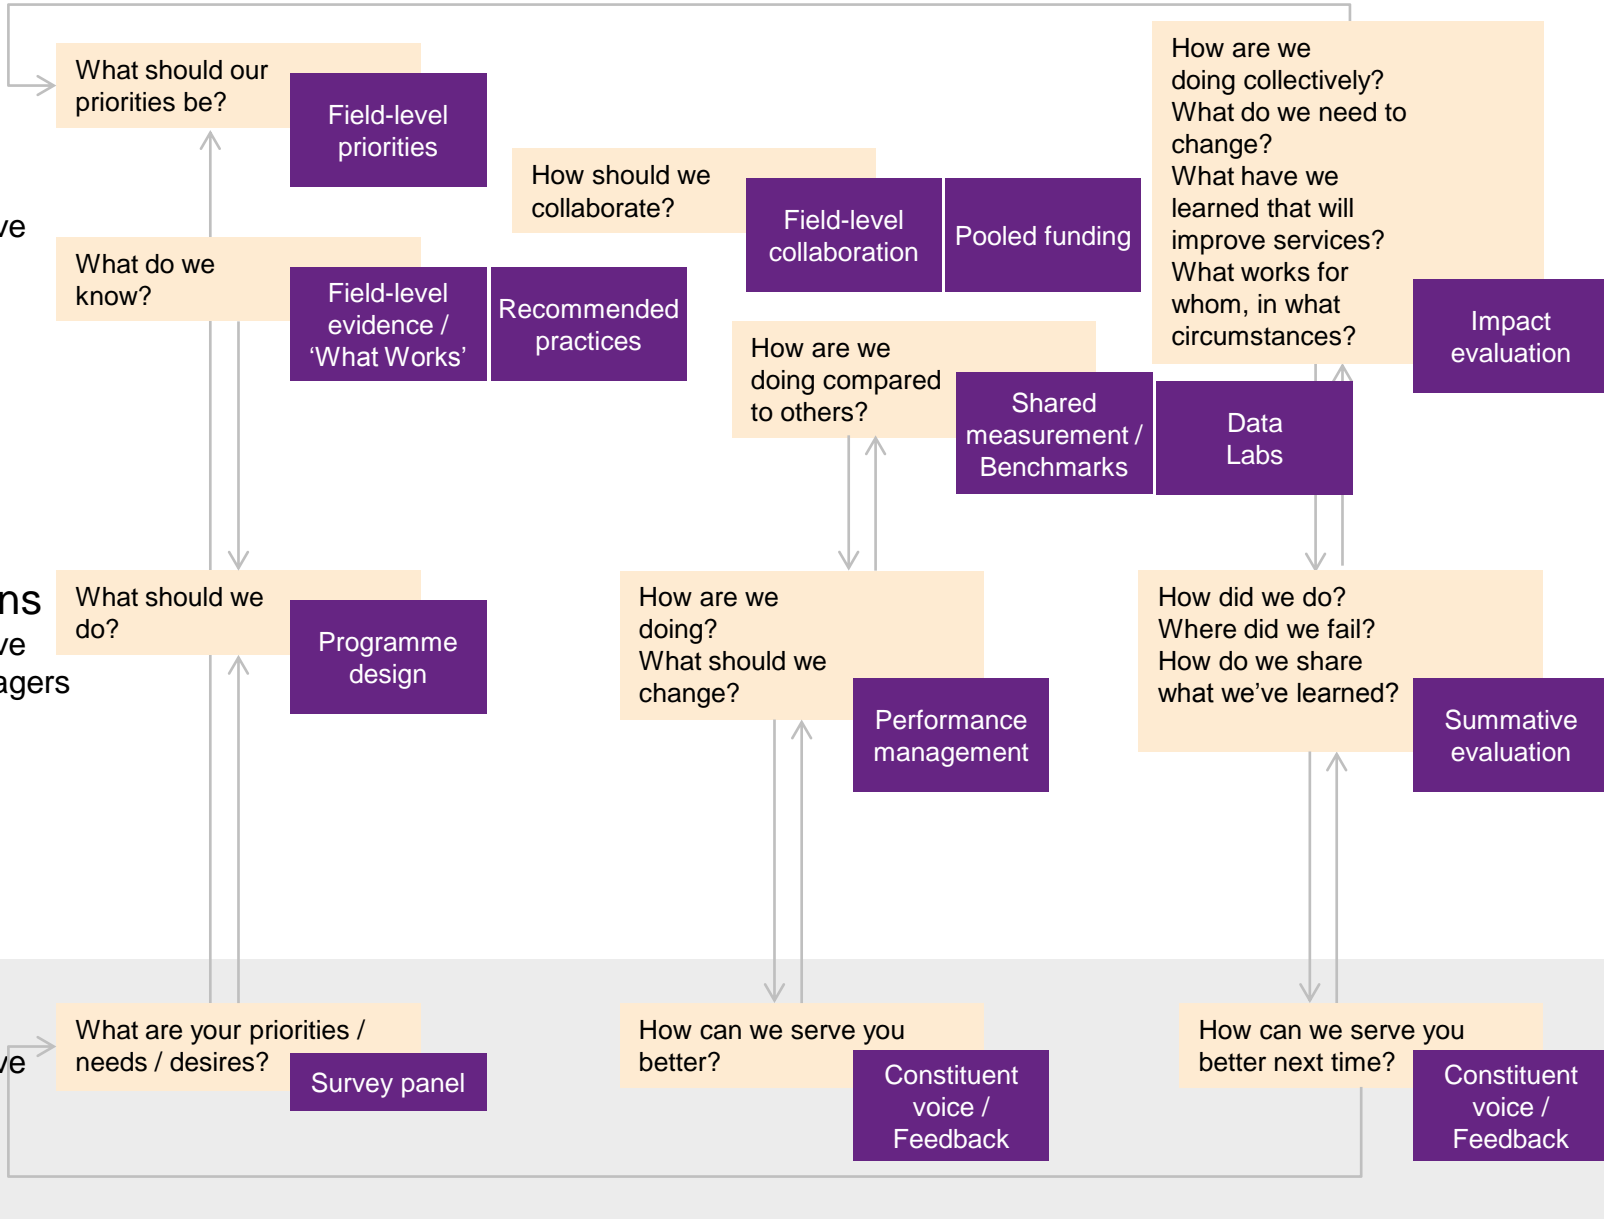 What should our
priorities be?
Field-level
priorities
How should we
collaborate?
Field-level
collaboration
Pooled funding
How are we
doing collectively?
What do we need to
change?
What have we
learned that will
improve services?
What works for
whom, in what
circumstances?
Impact
evaluation
What do we
know?
Field-level
evidence /
‘What Works’
Recommended
practices
How are we
doing compared
to others?
Shared
measurement /
Benchmarks
Data
Labs
What should we
do?
Programme
design
How are we
doing?
What should we
change?
Performance
management
How did we do?
Where did we fail?
How do we share
what we’ve learned?
Summative
evaluation
What are your priorities /
needs / desires?
Survey panel
How can we serve you
better?
Constituent
voice /
Feedback
How can we serve you
better next time?
Constituent
voice /
Feedback